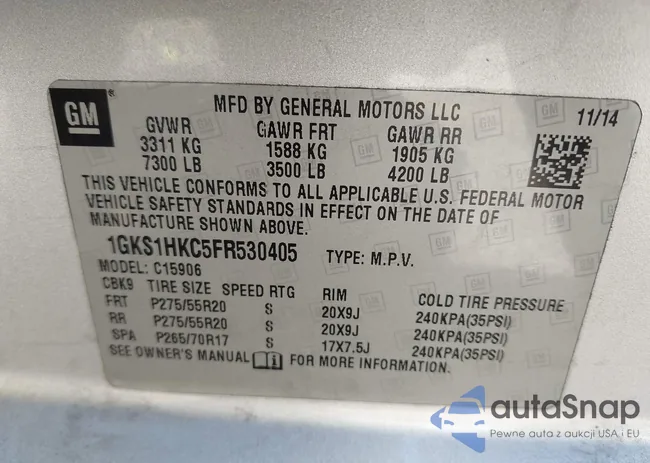 GM
MFD BY GENERAL MOTORS LLC 11/14
GVWR GAWR FRT GAWR RR
3311 KG 1588 KG 1905 KG
7300 LB 3500 LB 4200 LB
THIS VEHICLE CONFORMS TO ALL APPLICABLE U.S. FEDERAL MOTOR
VEHICLE SAFETY STANDARDS IN EFFECT ON THE DATE OF
MANUFACTURE SHOWN ABOVE.
1GKS1HKC5FR530405 TYPE: M.P.V.
MODEL: C15906
CBK9 TIRE SIZE SPEED RTG RIM COLD TIRE PRESSURE
FRT P275/55R20 S 20X9J 240KPA(35PSI)
RR P275/55R20 S 20X9J 240KPA(35PSI)
SPA P265/70R17 S 17X7.5J 240KPA(35PSI)
SEE OWNER'S MANUAL FOR MORE INFORMATION.
autaSnap
Pewne auta z aukcji USA i EU